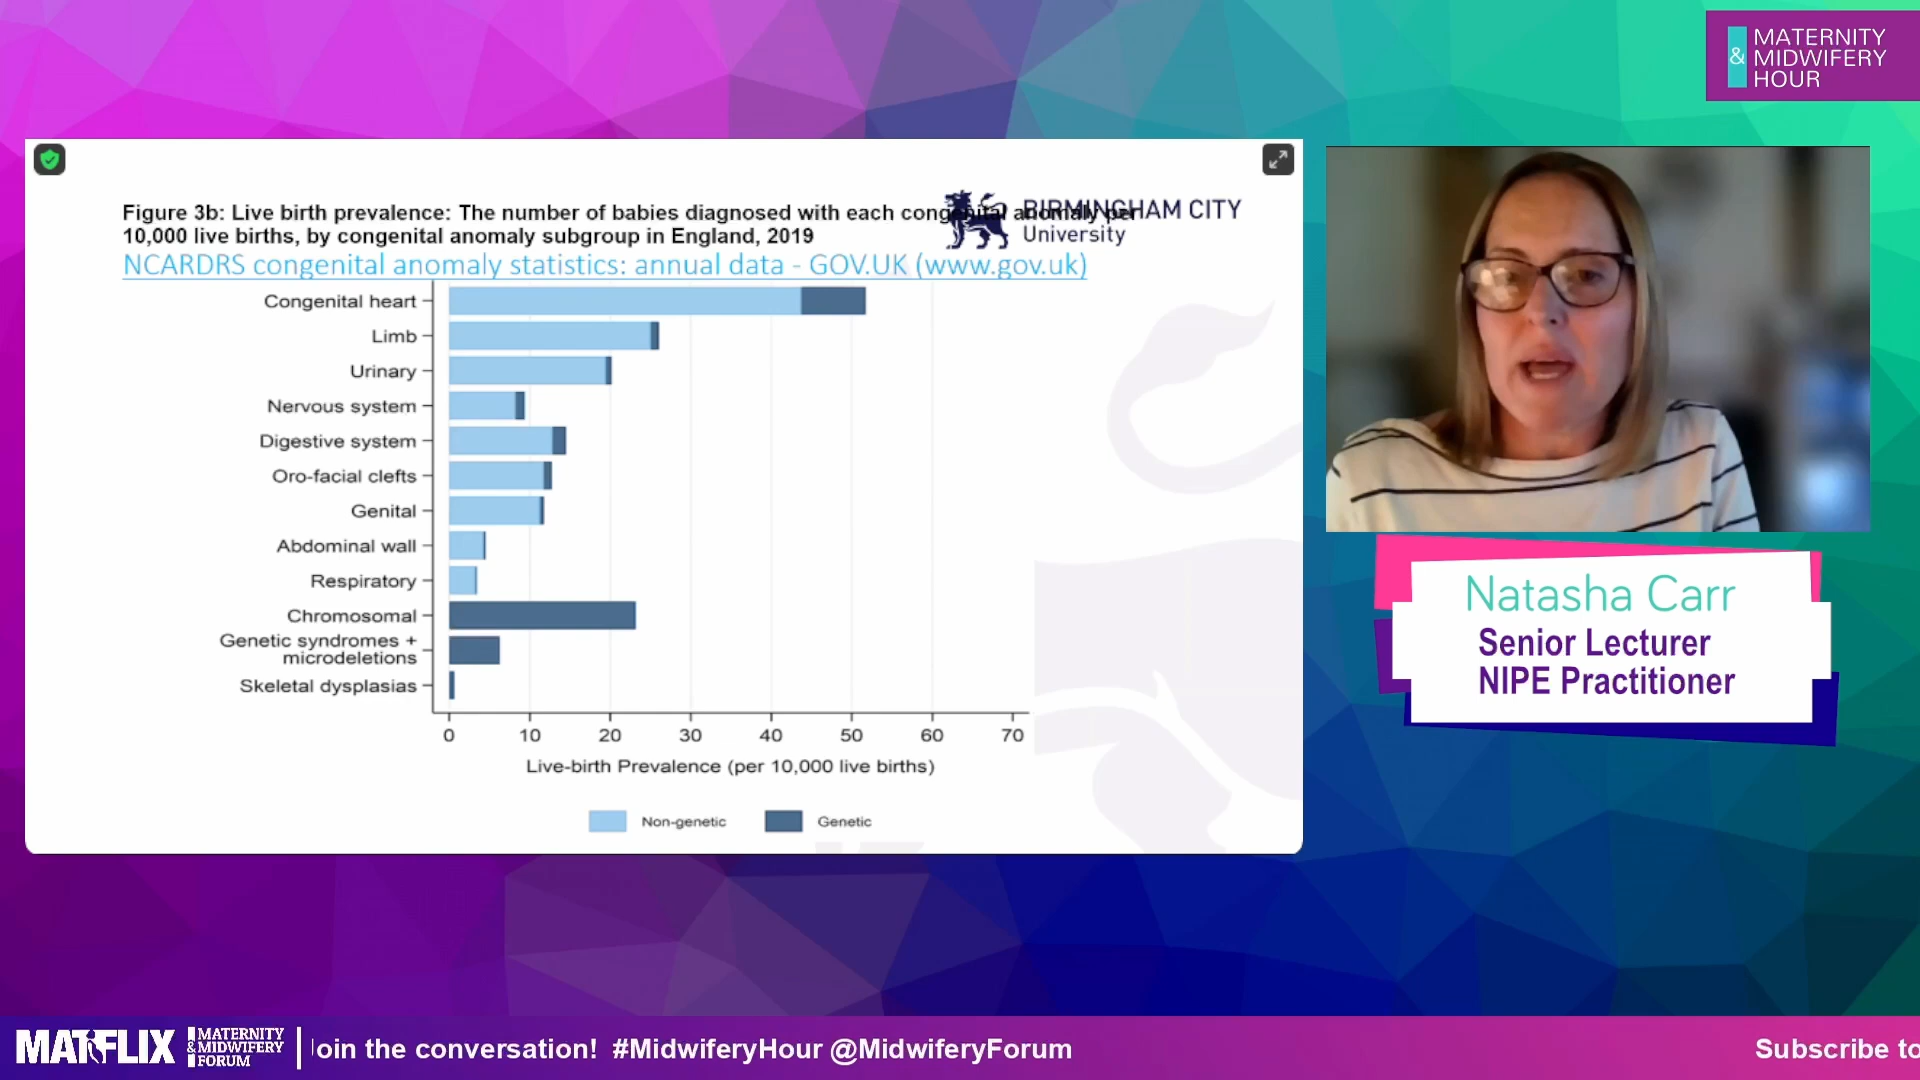 MATERNITY
& MIDWIFERY
HOUR
BIRMINGHAM CITY
University
Figure 3b: Live birth prevalence: The number of babies diagnosed with each congenital anomaly per
10,000 live births, by congenital anomaly subgroup in England, 2019
NCARDRS congenital anomaly statistics: annual data - GOV.UK (www.gov.uk)
Congenital heart
Limb
Urinary
Nervous system
Digestive system
Oro-facial clefts
Genital
Abdominal wall
Respiratory
Chromosomal
Genetic syndromes +
microdeletions
Skeletal dysplasias
0 10 20 30 40 50 60 70
Live-birth Prevalence (per 10,000 live births)
Non-genetic Genetic
Natasha Carr
Senior Lecturer
NIPE Practitioner
MATFLIX
MATERNITY
& MIDWIFERY
FORUM
oin the conversation! #MidwiferyHour @MidwiferyForum
Subscribe to